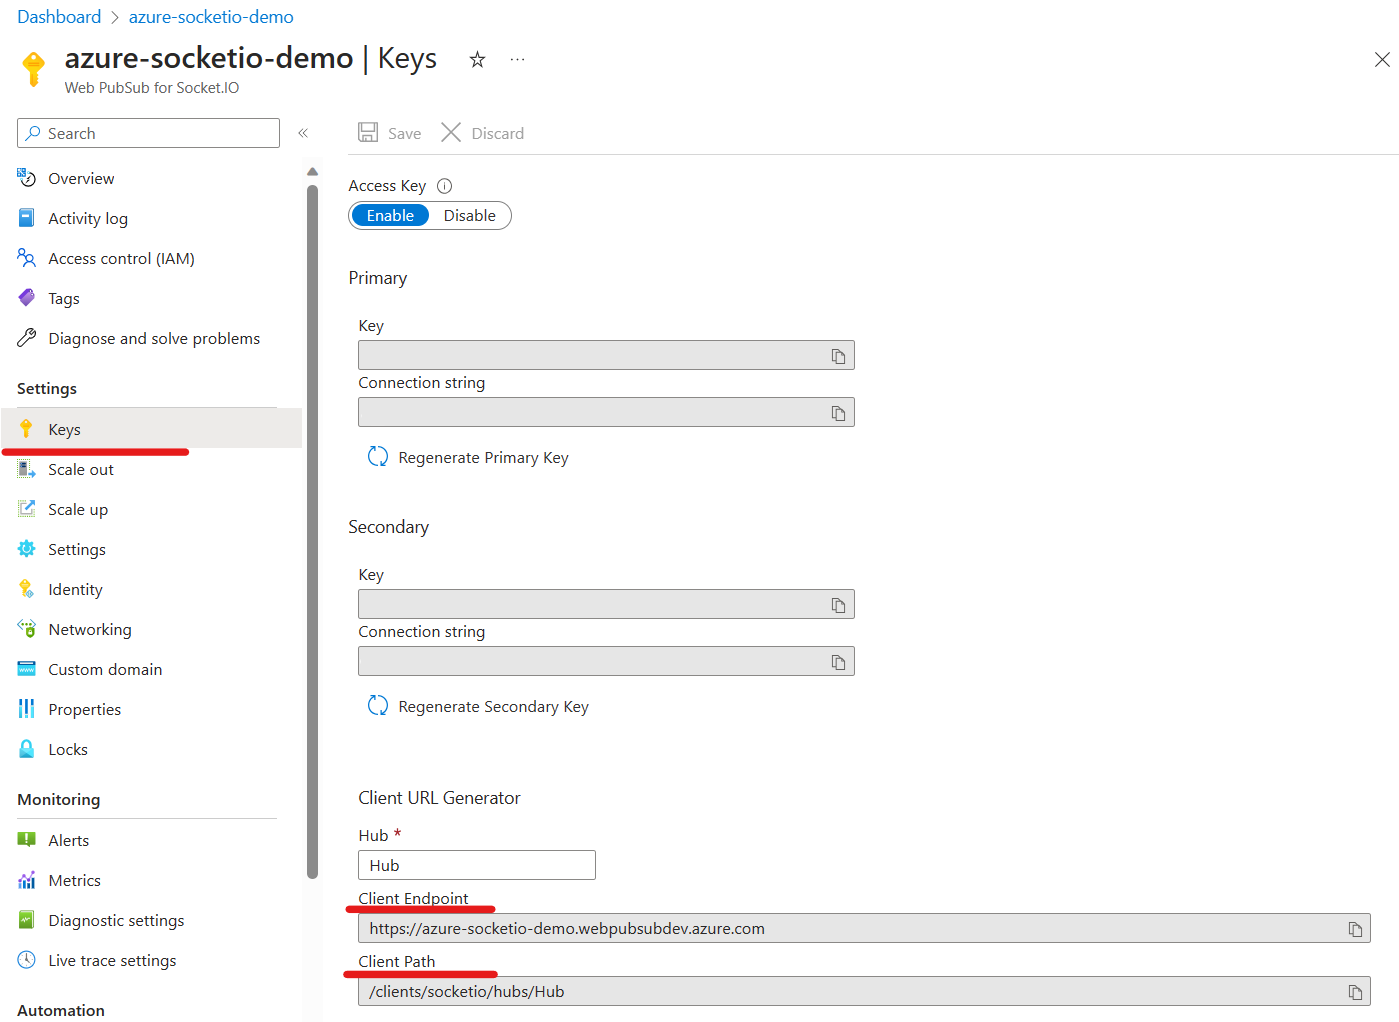 Dashboard > azure-socketio-demo
azure-socketio-demo | Keys
Web PubSub for Socket.IO
Search
Overview
Activity log
Access control (IAM)
Tags
Diagnose and solve problems
Settings
Keys
Scale out
Scale up
Settings
Identity
Networking
Custom domain
Properties
Locks
Monitoring
Alerts
Metrics
Diagnostic settings
Live trace settings
Automation
Save Discard
Access Key
Enable Disable
Primary
Key
Connection string
Regenerate Primary Key
Secondary
Key
Connection string
Regenerate Secondary Key
Client URL Generator
Hub *
Hub
Client Endpoint
https://azure-socketio-demo.webpubsubdev.azure.com
Client Path
/clients/socketio/hubs/Hub